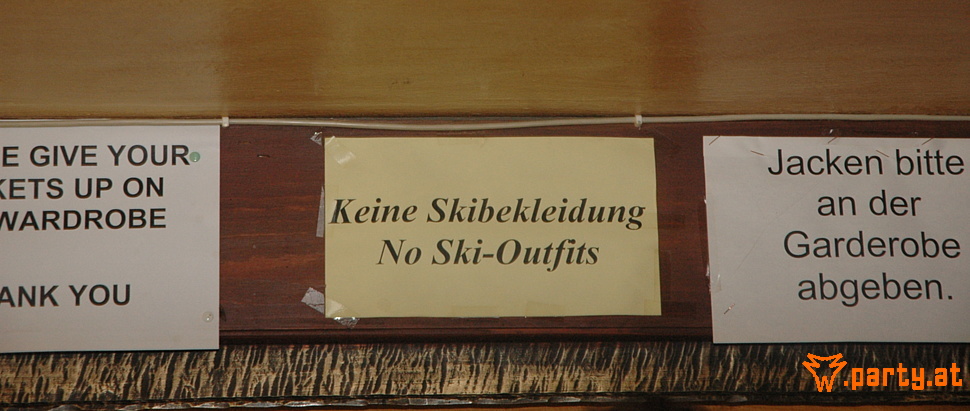 E GIVE YOUR
KETS UP ON
WARDROBE
ANK YOU
Keine Skibekleidung
No Ski-Outfits
Jacken bitte
an der
Garderobe
abgeben.
.party.at